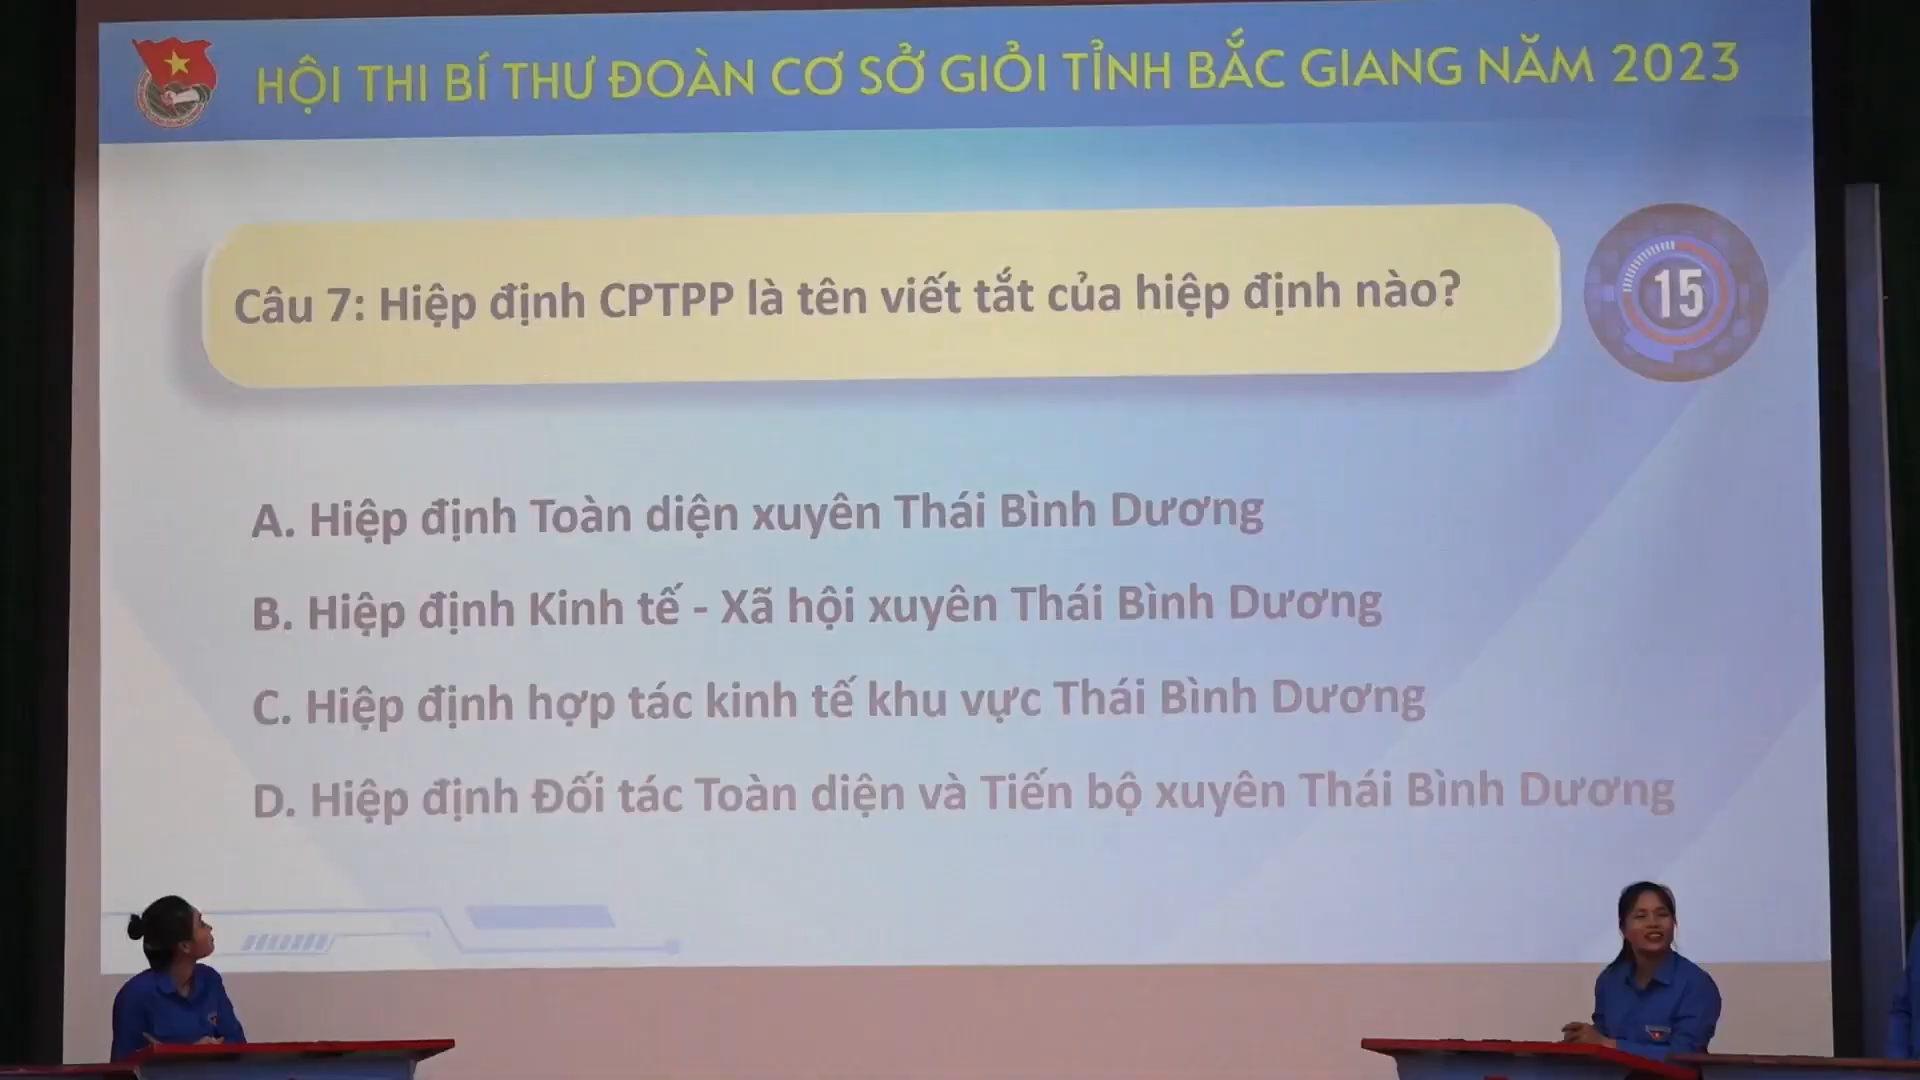 HỘI THI BÍ THƯ ĐOÀN CƠ SỞ GIỎI TỈNH BẮC GIANG NĂM 2023
Câu 7: Hiệp định CPTPP là tên viết tắt của hiệp định nào?
15
A. Hiệp định Toàn diện xuyên Thái Bình Dương
B. Hiệp định Kinh tế - Xã hội xuyên Thái Bình Dương
C. Hiệp định hợp tác kinh tế khu vực Thái Bình Dương
D. Hiệp định Đối tác Toàn diện và Tiến bộ xuyên Thái Bình Dương